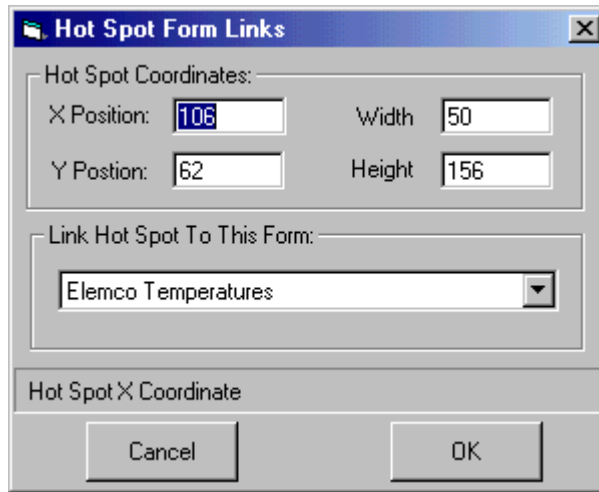 Hot Spot Form Links
Hot Spot Coordinates:
X Position: 106 Width 50
Y Postion: 62 Height 156
Link Hot Spot To This Form:
Elemco Temperatures
Hot Spot X Coordinate
Cancel OK